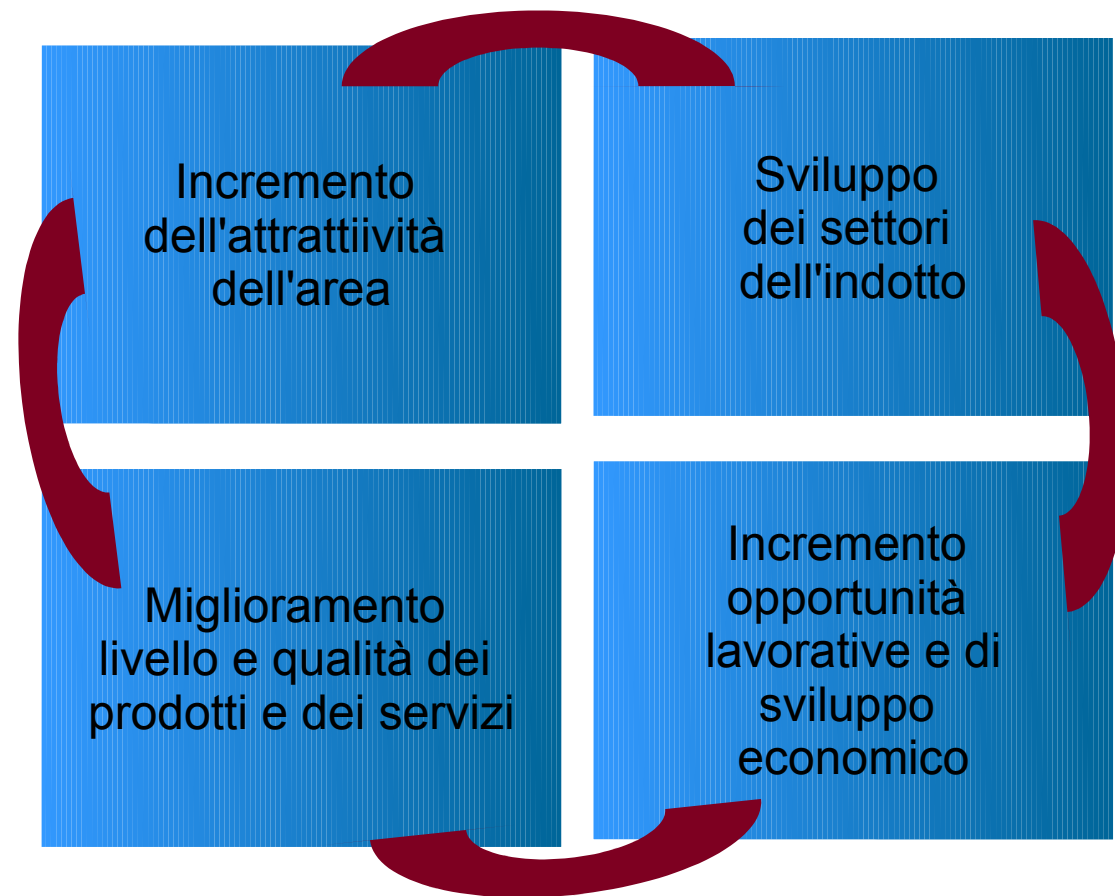 Incremento
dell'attrattiività
dell'area
Sviluppo
dei settori
dell'indotto
Miglioramento
livello e qualità dei
prodotti e dei servizi
Incremento
opportunità
lavorative e di
sviluppo
economico